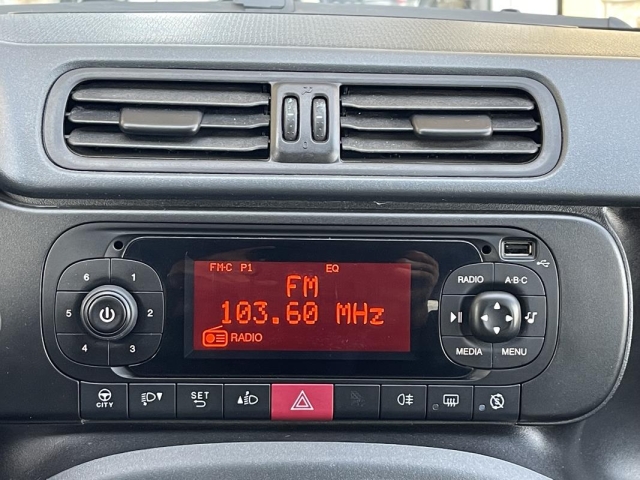 FM-C P1 EQ
FM
103.60 MHz
RADIO
6 1
5 2
4 3
RADIO A·B·C
MEDIA MENU
CITY SET